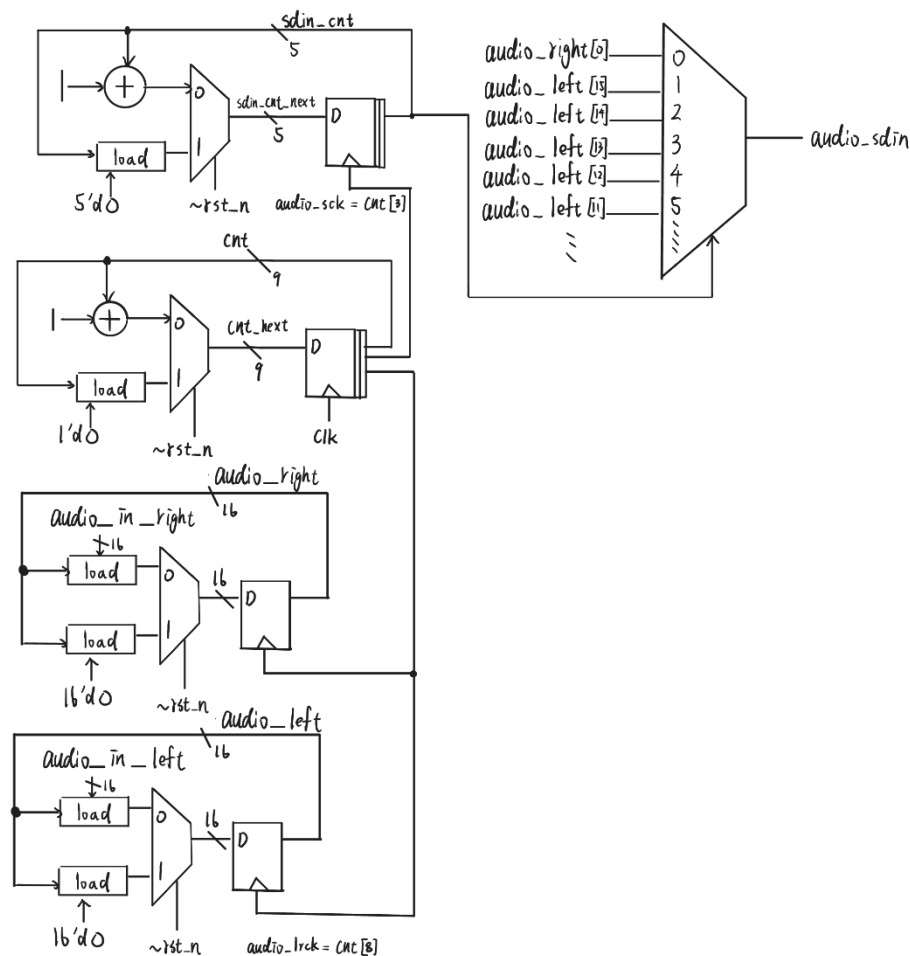 sdin_cnt
5
1
+
0
1
sdin_cnt_next
5
D
load
5'd0
~rst_n
audio_sck = cnt[3]
audio_right[0]
0
audio_left[15]
1
audio_left[14]
2
audio_left[13]
3
audio_left[12]
4
audio_left[11]
5
audio_sdin
cnt
9
1
+
0
1
cnt_next
9
D
load
1'd0
~rst_n
clk
audio_right
16
audio_in_right
16
load
0
16
D
load
1
16'd0
~rst_n
audio_left
16
audio_in_left
16
load
0
16
D
load
1
16'd0
~rst_n
audio_lrck = cnt[8]